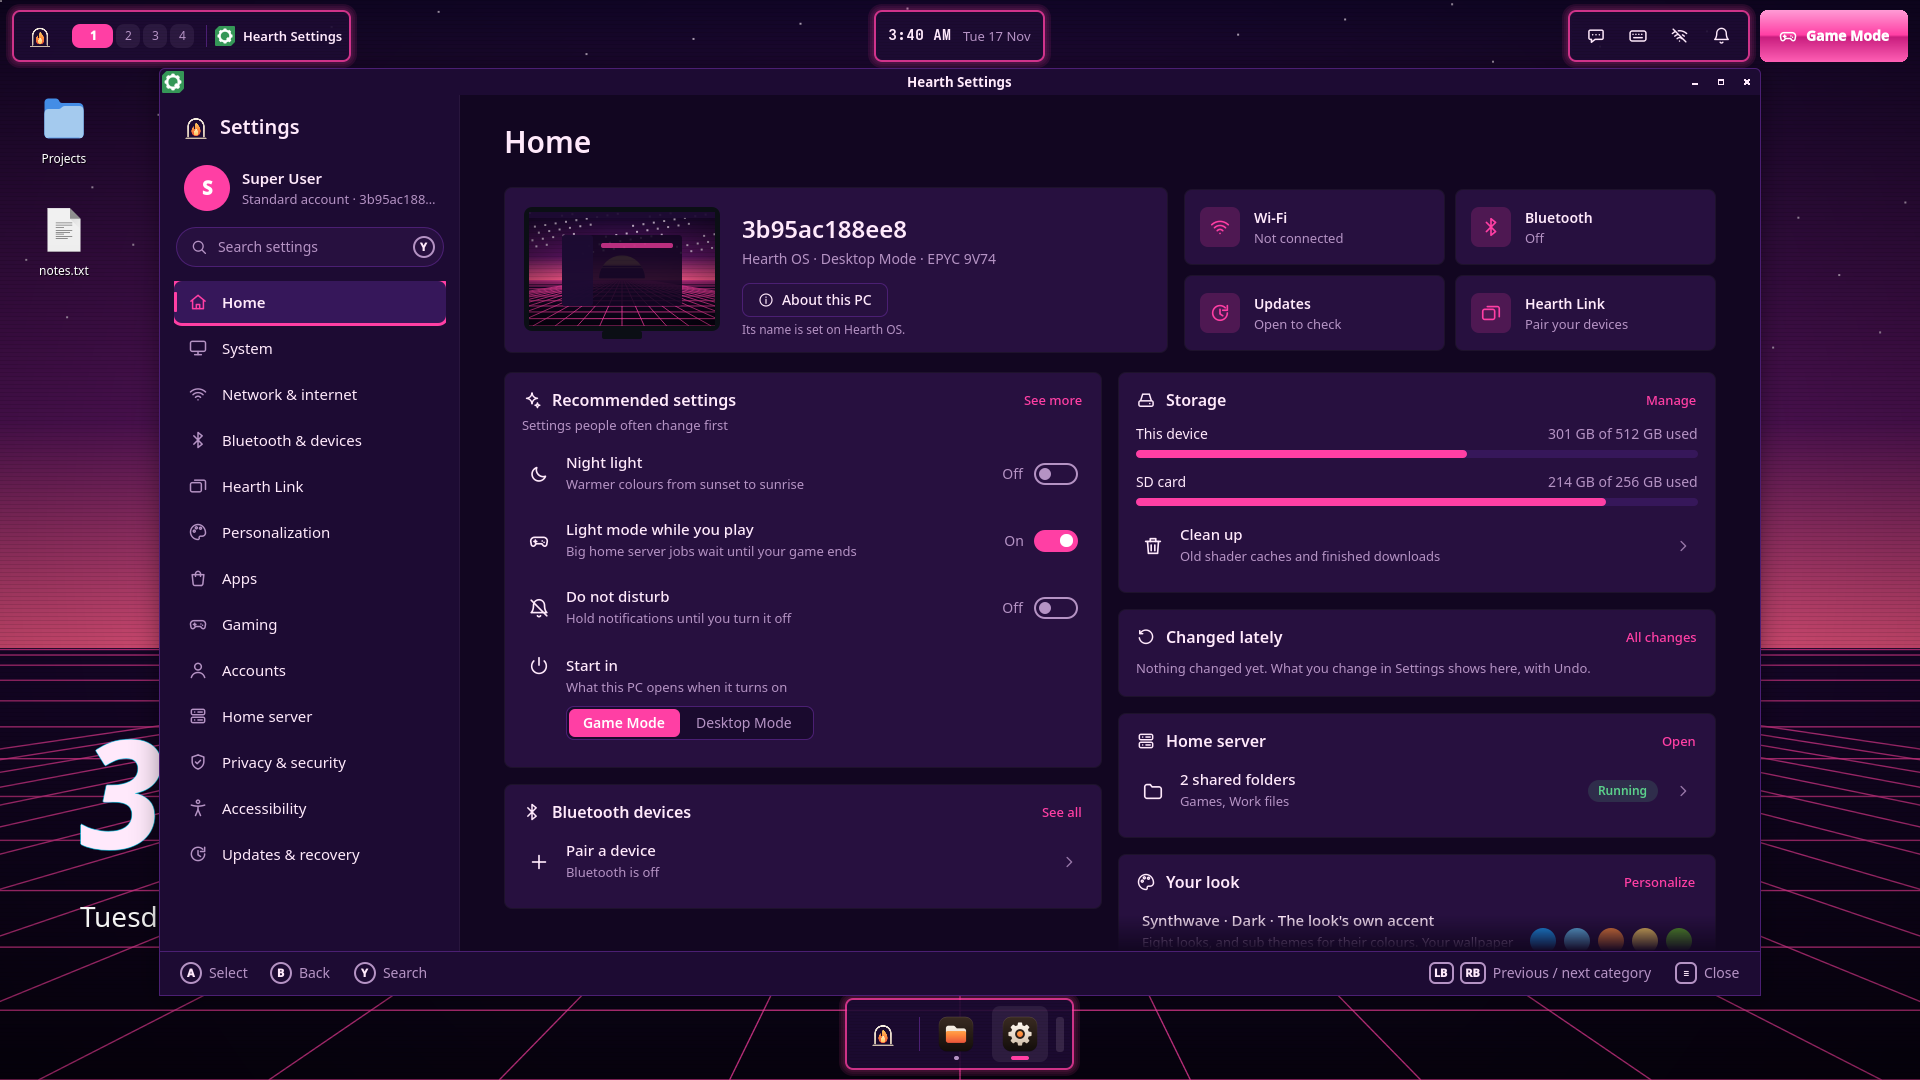 1 2 3 4 Hearth Settings
3:40 AM Tue 17 Nov
Game Mode
Hearth Settings
Projects
notes.txt
3
Tuesd
Settings
S
Super User
Standard account · 3b95ac188...
Search settings Y
Home
System
Network & internet
Bluetooth & devices
Hearth Link
Personalization
Apps
Gaming
Accounts
Home server
Privacy & security
Accessibility
Updates & recovery
Home
3b95ac188ee8
Hearth OS · Desktop Mode · EPYC 9V74
About this PC
Its name is set on Hearth OS.
Wi-Fi
Not connected
Bluetooth
Off
Updates
Open to check
Hearth Link
Pair your devices
Recommended settings See more
Settings people often change first
Night light
Warmer colours from sunset to sunrise
Off
Light mode while you play
Big home server jobs wait until your game ends
On
Do not disturb
Hold notifications until you turn it off
Off
Start in
What this PC opens when it turns on
Game Mode Desktop Mode
Bluetooth devices See all
Pair a device
Bluetooth is off
Storage Manage
This device 301 GB of 512 GB used
SD card 214 GB of 256 GB used
Clean up
Old shader caches and finished downloads
Changed lately All changes
Nothing changed yet. What you change in Settings shows here, with Undo.
Home server Open
2 shared folders
Games, Work files
Running
Your look Personalize
Synthwave · Dark · The look's own accent
Eight looks, and sub themes for their colours. Your wallpaper
A Select B Back Y Search
LB RB Previous / next category Close